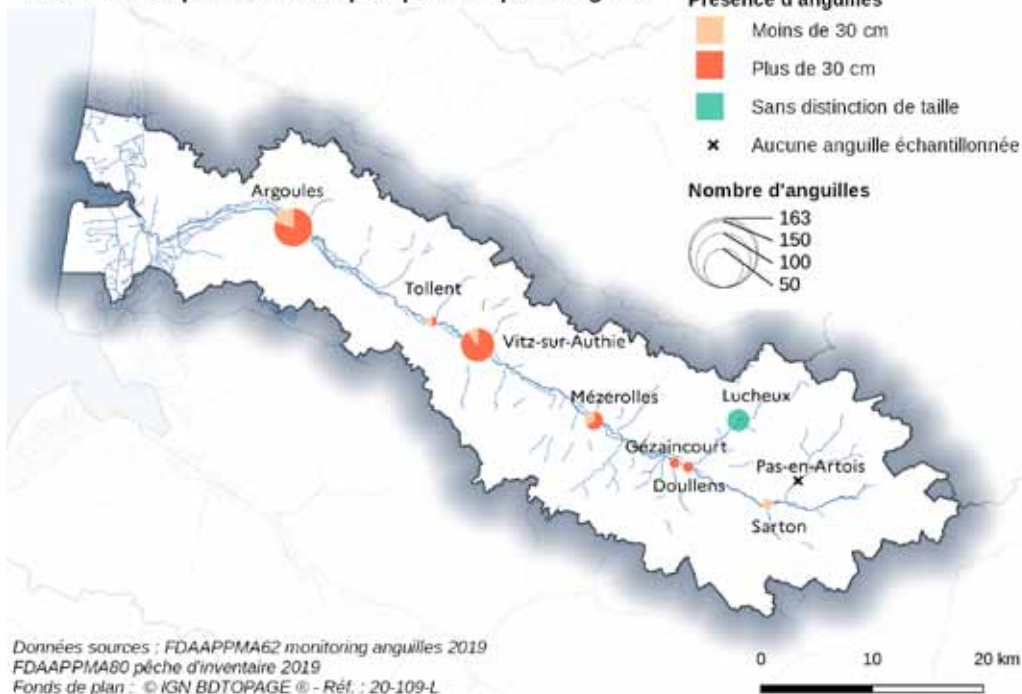 Présence d'anguilles
Moins de 30 cm
Plus de 30 cm
Sans distinction de taille
Aucune anguille échantillonnée
Nombre d'anguilles
163
150
100
50
Argoules
Tollent
Vitz-sur-Authie
Mézerolles
Lucheux
Gézaincourt
Pas-en-Artois
Doullens
Sarton
Données sources : FDAAPPMA62 monitoring anguilles 2019
FDAAPPMA80 pêche d'inventaire 2019
Fonds de plan : © IGN BDTOPAGE ® - Réf. : 20-109-L
0 10 20 km